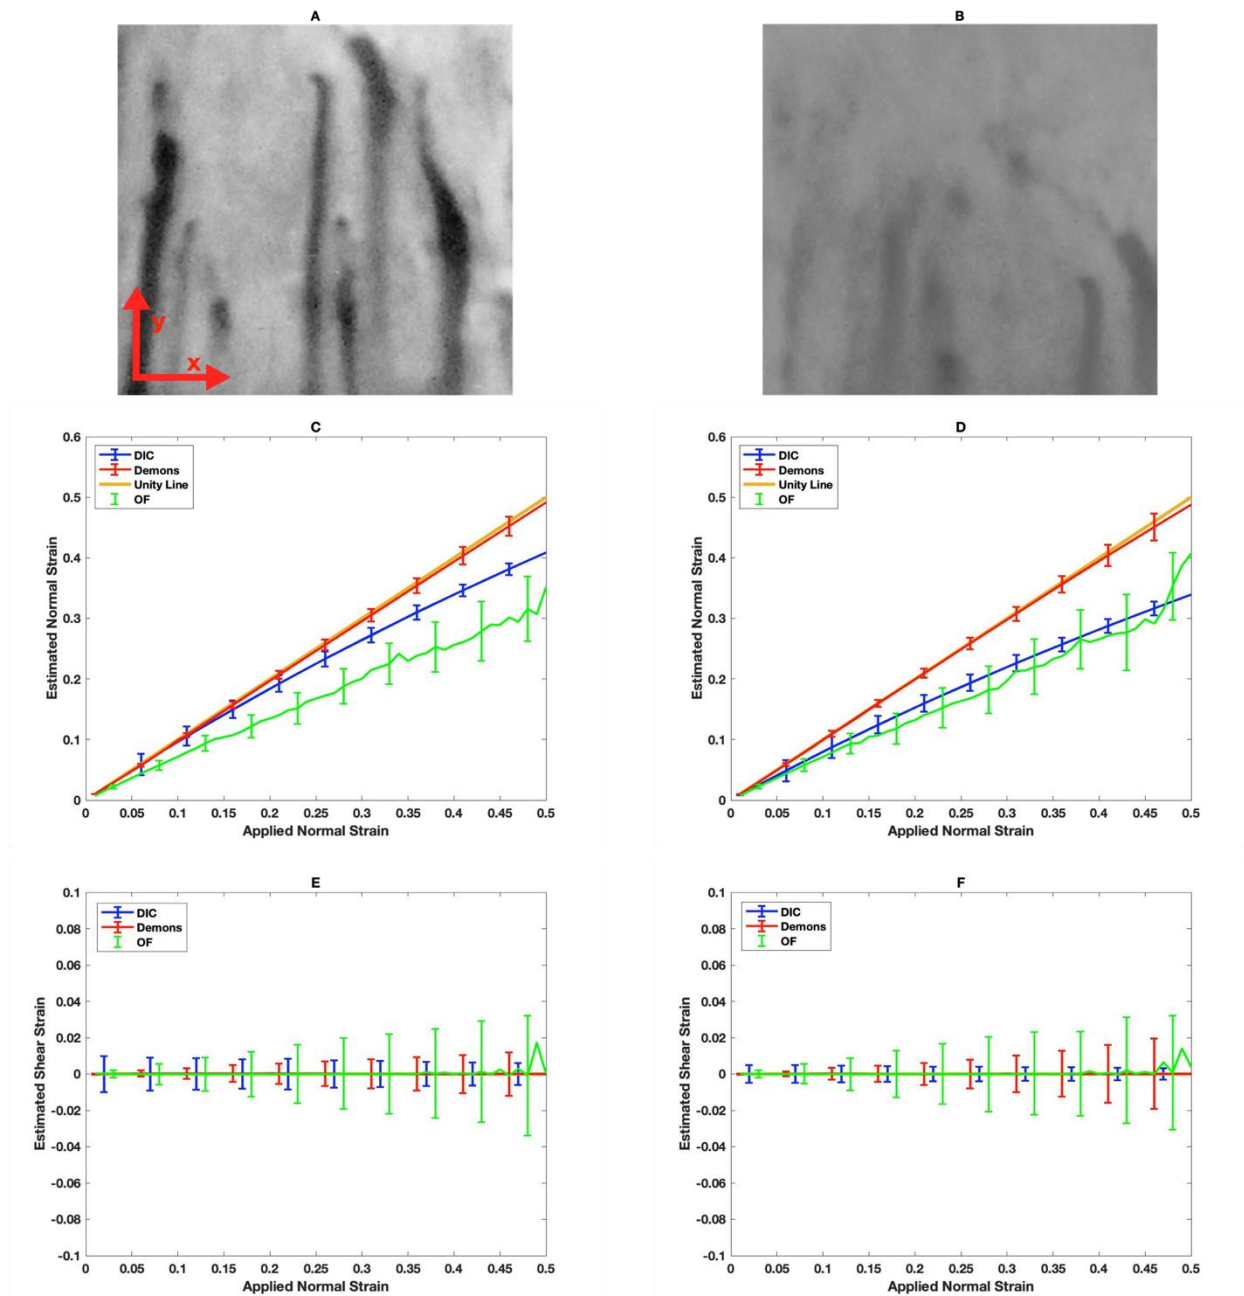 A
B
y
x
C
0.6
0.5
0.4
0.3
0.2
0.1
0
DIC
Demons
Unity Line
OF
Estimated Normal Strain
0 0.05 0.1 0.15 0.2 0.25 0.3 0.35 0.4 0.45 0.5
Applied Normal Strain
D
0.6
0.5
0.4
0.3
0.2
0.1
0
DIC
Demons
Unity Line
OF
Estimated Normal Strain
0 0.05 0.1 0.15 0.2 0.25 0.3 0.35 0.4 0.45 0.5
Applied Normal Strain
E
0.1
0.08
0.06
0.04
0.02
0
-0.02
-0.04
-0.06
-0.08
-0.1
DIC
Demons
OF
Estimated Shear Strain
0 0.05 0.1 0.15 0.2 0.25 0.3 0.35 0.4 0.45 0.5
Applied Normal Strain
F
0.1
0.08
0.06
0.04
0.02
0
-0.02
-0.04
-0.06
-0.08
-0.1
DIC
Demons
OF
Estimated Shear Strain
0 0.05 0.1 0.15 0.2 0.25 0.3 0.35 0.4 0.45 0.5
Applied Normal Strain